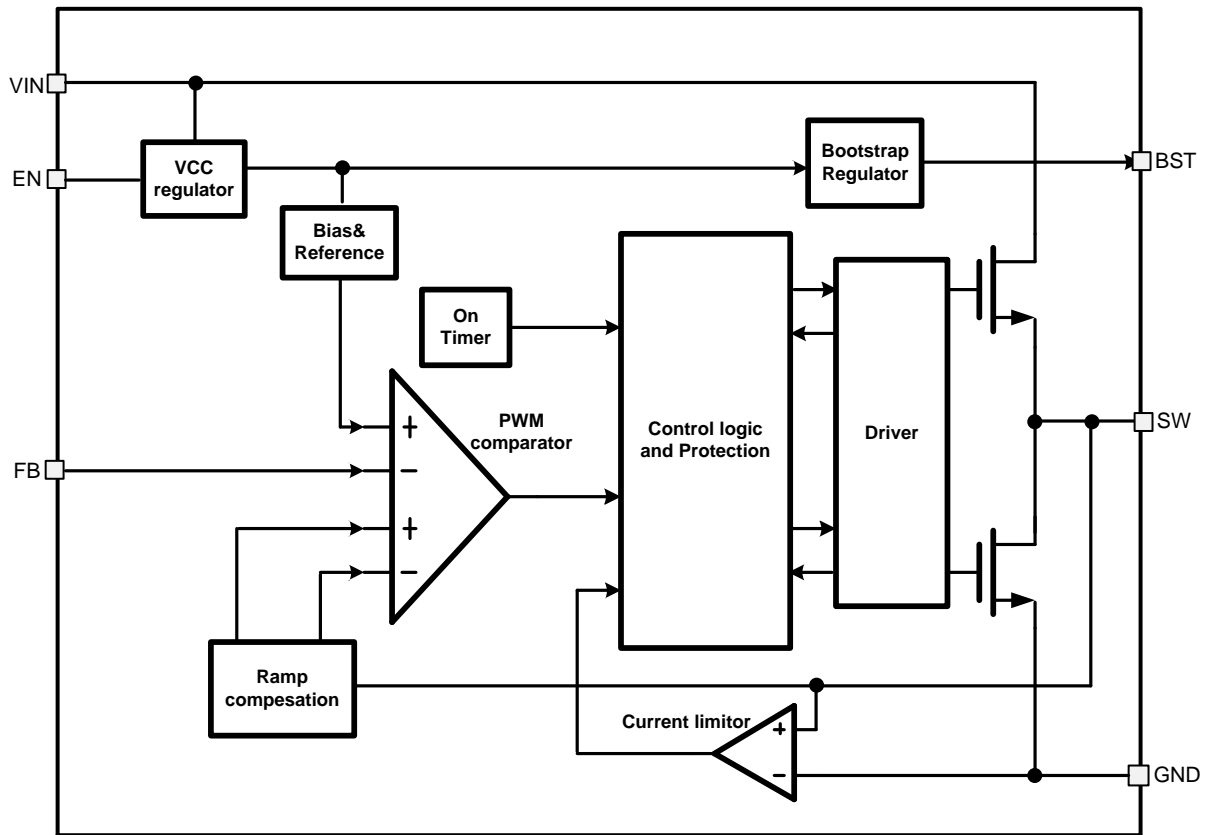 VIN
EN
VCC
regulator
Bootstrap
Regulator
BST
Bias&
Reference
On
Timer
PWM
comparator
+
−
+
−
Control logic
and Protection
Driver
SW
FB
Ramp
compesation
Current limitor
+
−
GND